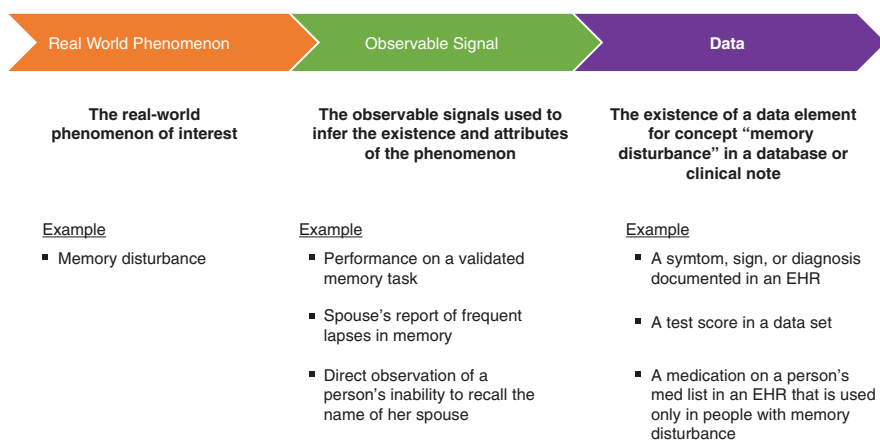 Real World Phenomenon
Observable Signal
Data
The real-world
phenomenon of interest
The observable signals used to
infer the existence and attributes
of the phenomenon
The existence of a data element
for concept “memory
disturbance” in a database or
clinical note
Example
▪ Memory disturbance
Example
▪ Performance on a validated
memory task
▪ Spouse’s report of frequent
lapses in memory
▪ Direct observation of a
person’s inability to recall the
name of her spouse
Example
▪ A symtom, sign, or diagnosis
documented in an EHR
▪ A test score in a data set
▪ A medication on a person’s
med list in an EHR that is used
only in people with memory
disturbance